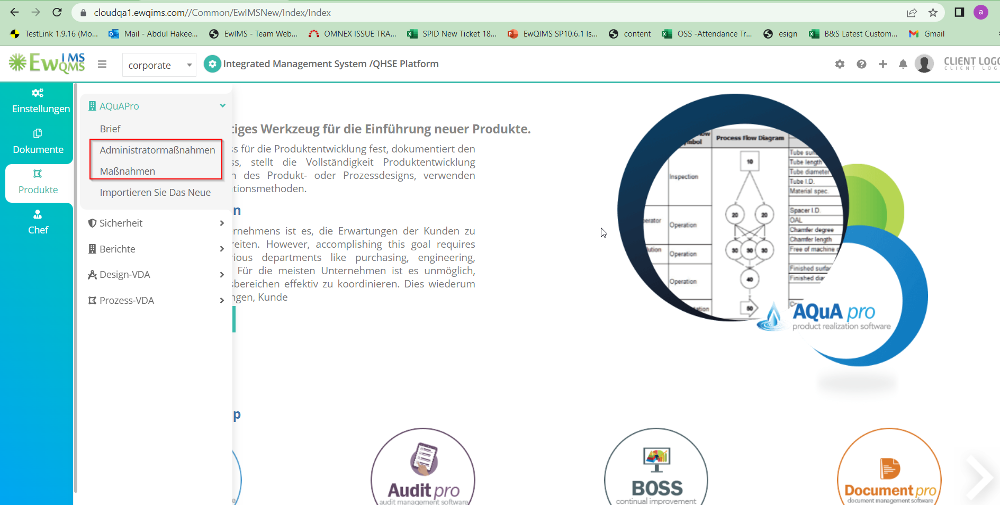 cloudqa1.ewqims.com//Common/EwIMSNew/Index/Index
a
TestLink 1.9.16 (Mo...
Mail - Abdul Hakee...
EwIMS - Team Web...
OMNEX ISSUE TRA...
SPID New Ticket 18...
EwQIMS SP10.6.1 Is...
content
OSS -Attendance Tr...
esign
B&S Latest Custom...
Gmail
Ew IMS QMS
corporate
Integrated Management System /QHSE Platform
CLIENT LOGO
CLIENT LOG
Einstellungen
Dokumente
Produkte
Chef
AQuAPro
Brief
Administratormaßnahmen
Maßnahmen
Importieren Sie Das Neue
Sicherheit
Berichte
Design-VDA
Prozess-VDA
tiges Werkzeug für die Einführung neuer Produkte.
s für die Produktentwicklung fest, dokumentiert den
ss, stellt die Vollständigkeit Produktentwicklung
n des Produkt- oder Prozessdesigns, verwenden
tionsmethoden.
n
rnehmens ist es, die Erwartungen der Kunden zu
reiten. However, accomplishing this goal requires
rious departments like purchasing, engineering,
Für die meisten Unternehmen ist es unmöglich,
sbereichen effektiv zu koordinieren. Dies wiederum
ngen, Kunde
Process Flow Diagram
Inspection
Operation
Operation
Operation
10
20 20
30 30 30
40
50
Tube length
Tube diameter
Tube I.D.
Material spec.
Spacer I.D.
OAL
Chamfer degree
Chamfer length
Free of machine
Finished surfa
Finished dia
AQuA pro
product realization software
p
Audit pro
audit management software
BOSS
continual improvement
Document pro
document management software